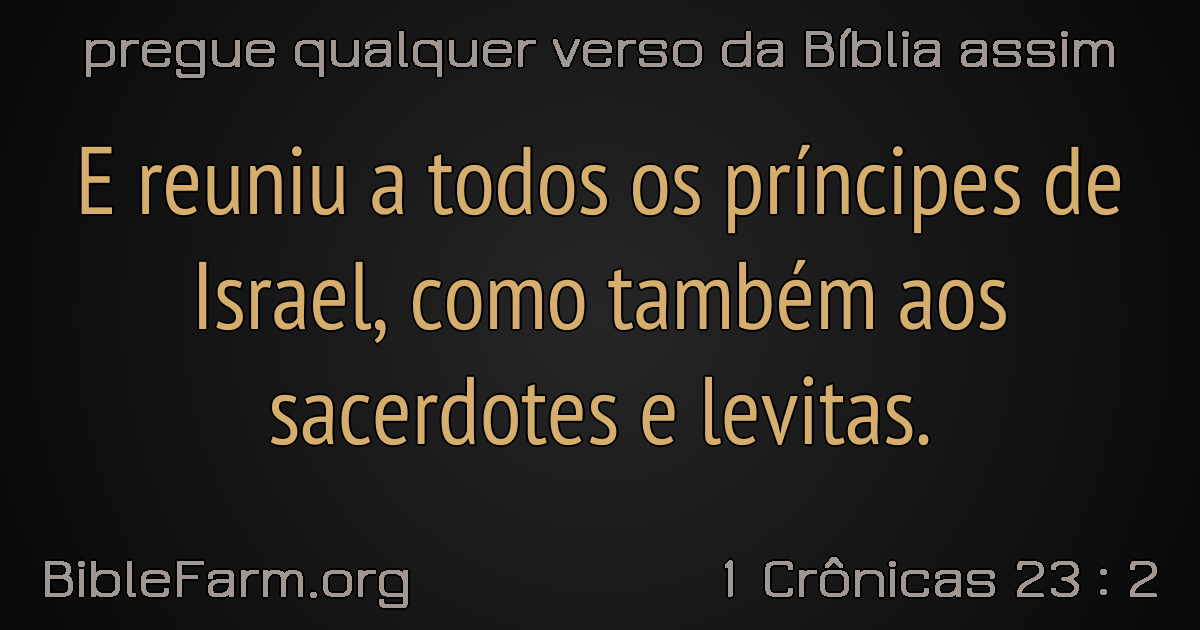 pregue qualquer verso da Bíblia assim
E reuniu a todos os príncipes de
Israel, como também aos
sacerdotes e levitas.
BibleFarm.org
1 Crônicas 23 : 2